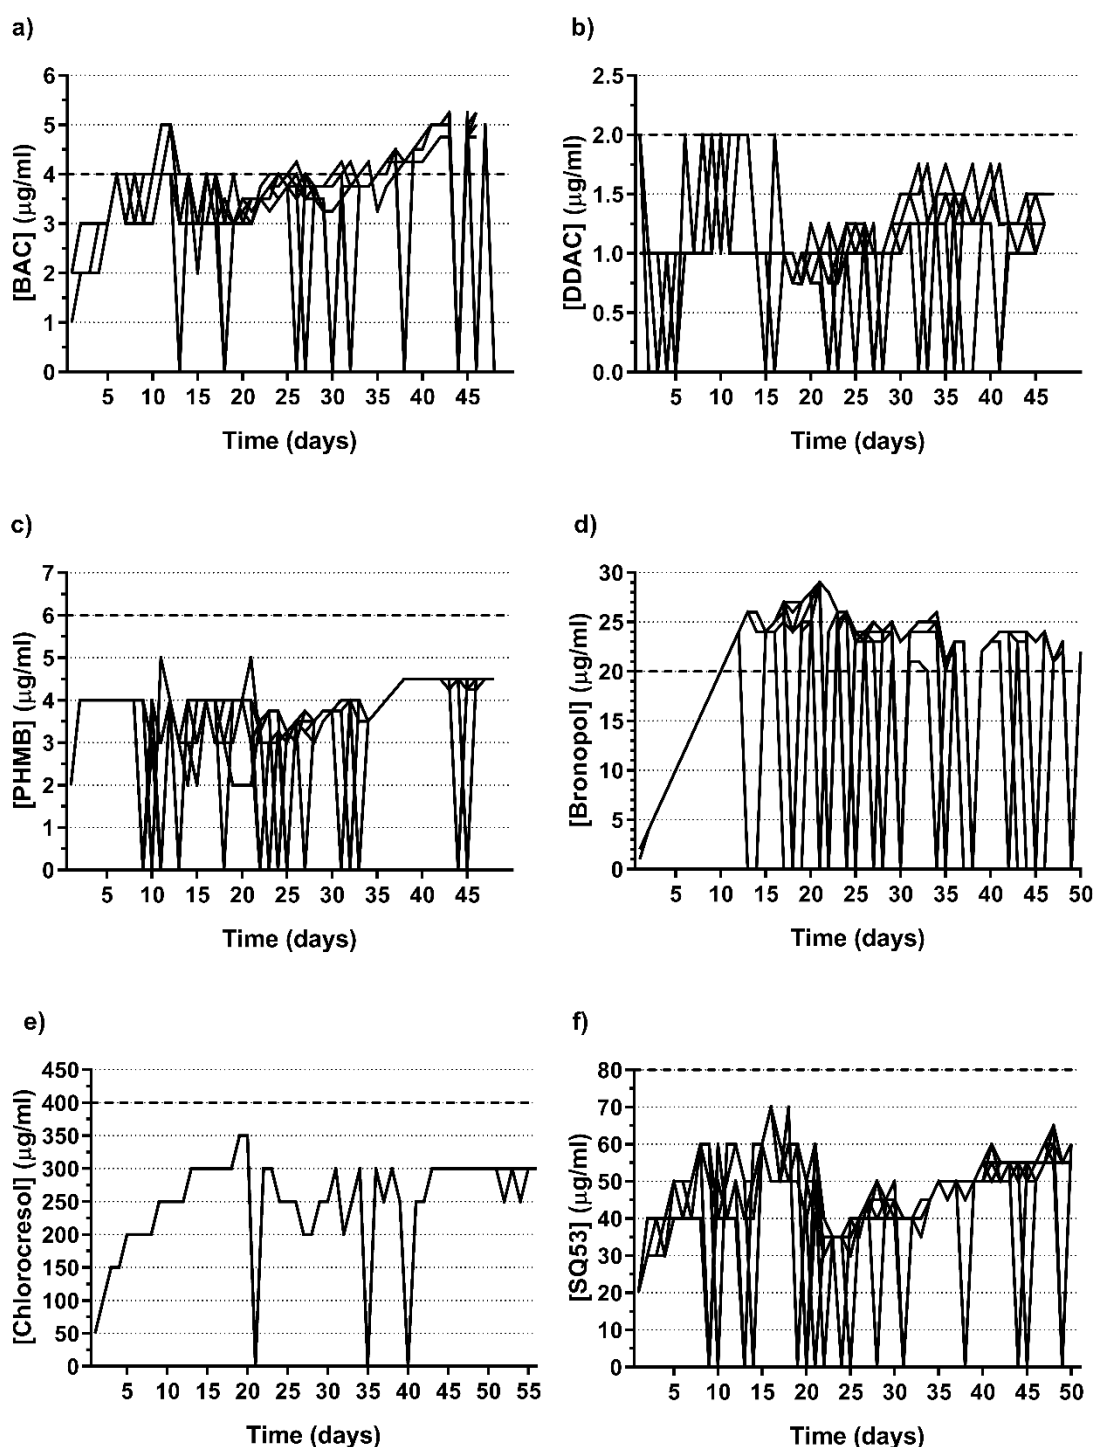 a)
6
5
4
3
2
1
0
[BAC] (µg/ml)
5 10 15 20 25 30 35 40 45
Time (days)
b)
2.5
2.0
1.5
1.0
0.5
0.0
[DDAC] (µg/ml)
5 10 15 20 25 30 35 40 45
Time (days)
c)
7
6
5
4
3
2
1
0
[PHMB] (µg/ml)
5 10 15 20 25 30 35 40 45
Time (days)
d)
30
25
20
15
10
5
0
[Bronopol] (µg/ml)
5 10 15 20 25 30 35 40 45 50
Time (days)
e)
450
400
350
300
250
200
150
100
50
0
[Chlorocresol] (µg/ml)
5 10 15 20 25 30 35 40 45 50 55
Time (days)
f)
80
70
60
50
40
30
20
10
0
[SQ53] (µg/ml)
5 10 15 20 25 30 35 40 45 50
Time (days)